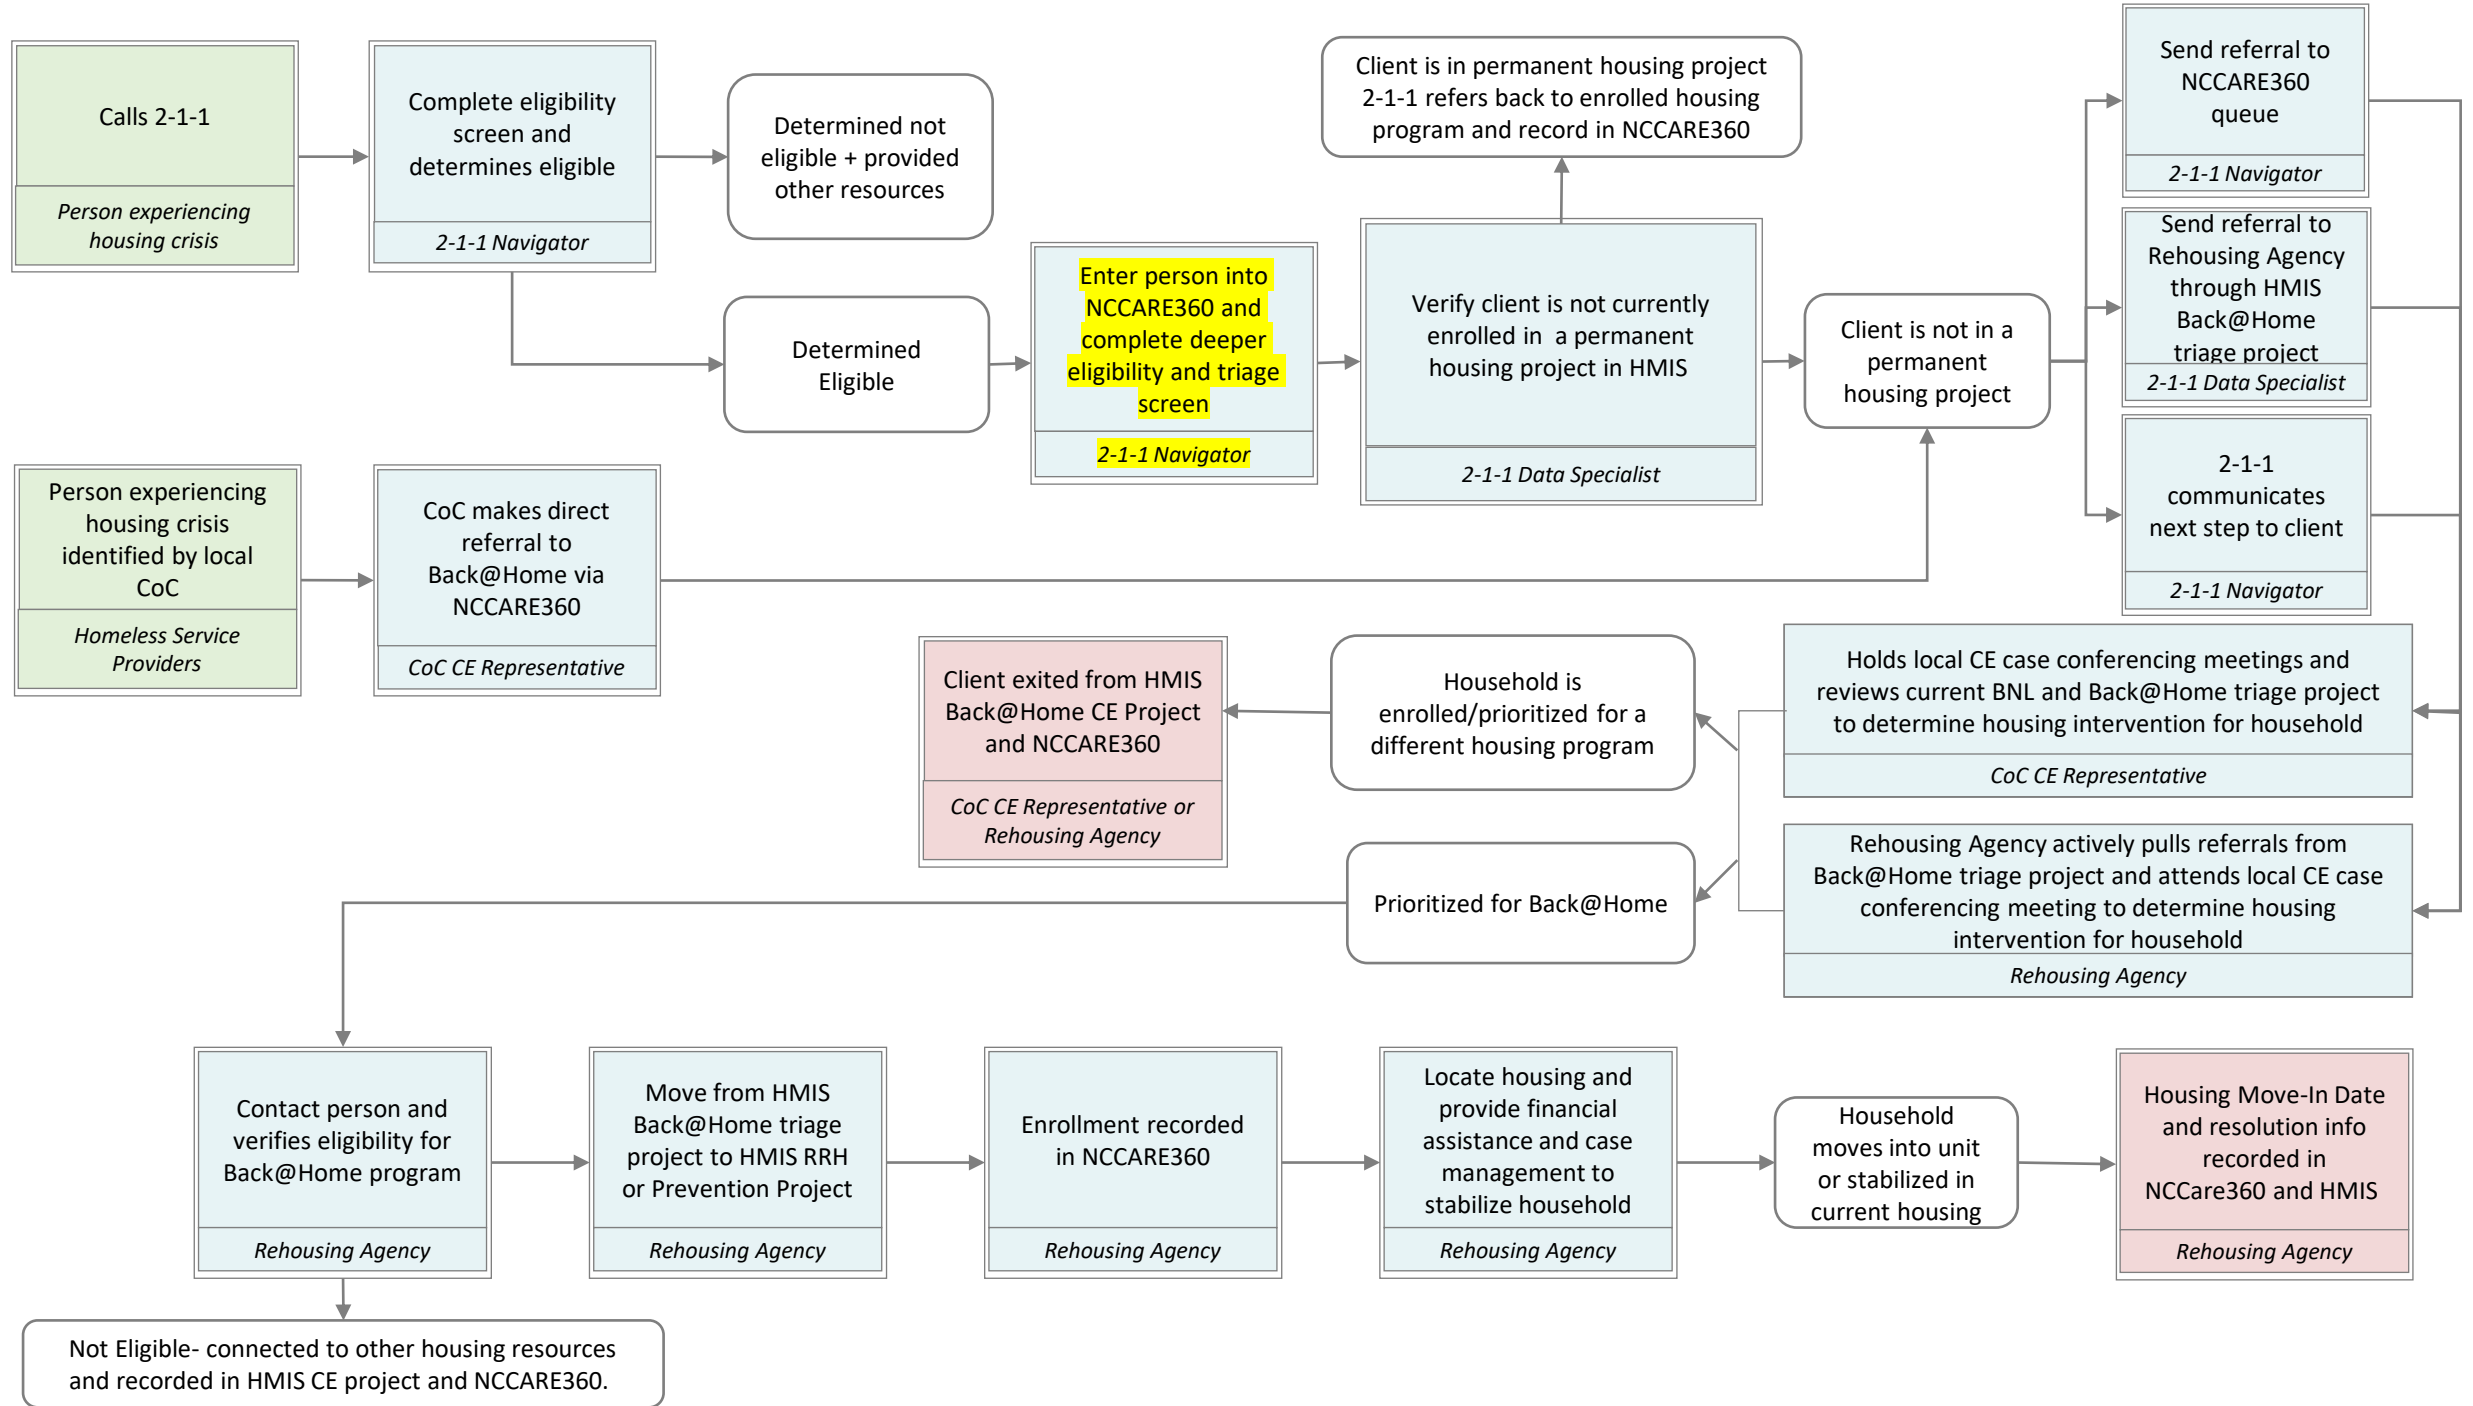 Calls 2-1-1
Person experiencing
housing crisis
Complete eligibility
screen and
determines eligible
2-1-1 Navigator
Determined not
eligible + provided
other resources
Determined
Eligible
Enter person into
NCCARE360 and
complete deeper
eligibility and triage
screen
2-1-1 Navigator
Client is in permanent housing project
2-1-1 refers back to enrolled housing
program and record in NCCARE360
Verify client is not currently
enrolled in a permanent
housing project in HMIS
2-1-1 Data Specialist
Client is not in a
permanent
housing project
Send referral to
NCCARE360
queue
2-1-1 Navigator
Send referral to
Rehousing Agency
through HMIS
Back@Home
triage project
2-1-1 Data Specialist
2-1-1
communicates
next step to client
2-1-1 Navigator
Person experiencing
housing crisis
identified by local
CoC
Homeless Service
Providers
CoC makes direct
referral to
Back@Home via
NCCARE360
CoC CE Representative
Holds local CE case conferencing meetings and
reviews current BNL and Back@Home triage project
to determine housing intervention for household
CoC CE Representative
Household is
enrolled/prioritized for a
different housing program
Client exited from HMIS
Back@Home CE Project
and NCCARE360
CoC CE Representative or
Rehousing Agency
Rehousing Agency actively pulls referrals from
Back@Home triage project and attends local CE case
conferencing meeting to determine housing
intervention for household
Rehousing Agency
Prioritized for Back@Home
Contact person and
verifies eligibility for
Back@Home program
Rehousing Agency
Move from HMIS
Back@Home triage
project to HMIS RRH
or Prevention Project
Rehousing Agency
Enrollment recorded
in NCCARE360
Rehousing Agency
Locate housing and
provide financial
assistance and case
management to
stabilize household
Rehousing Agency
Household
moves into unit
or stabilized in
current housing
Housing Move-In Date
and resolution info
recorded in
NCCare360 and HMIS
Rehousing Agency
Not Eligible- connected to other housing resources
and recorded in HMIS CE project and NCCARE360.